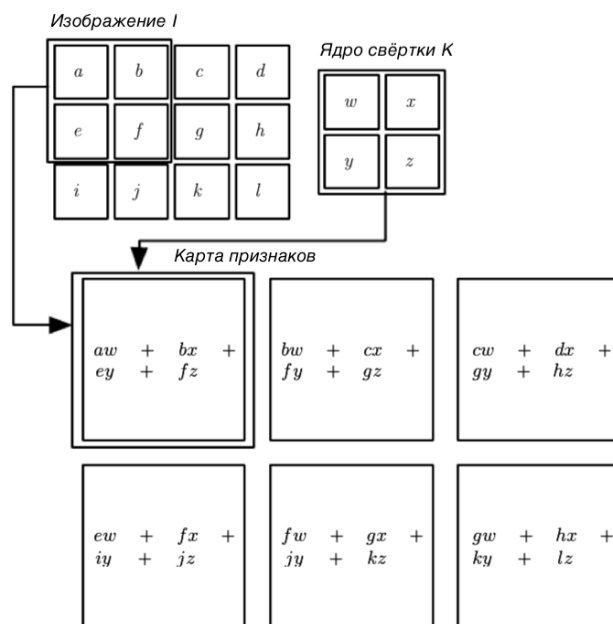 Изображение I
Ядро свёртки K
a b c d
w x
e f g h
y z
i j k l
Карта признаков
aw + bx + bw + cx + cw + dx +
ey + fz fy + gz gy + hz
ew + fx + fw + gx + gw + hx +
iy + jz jy + kz ky + lz